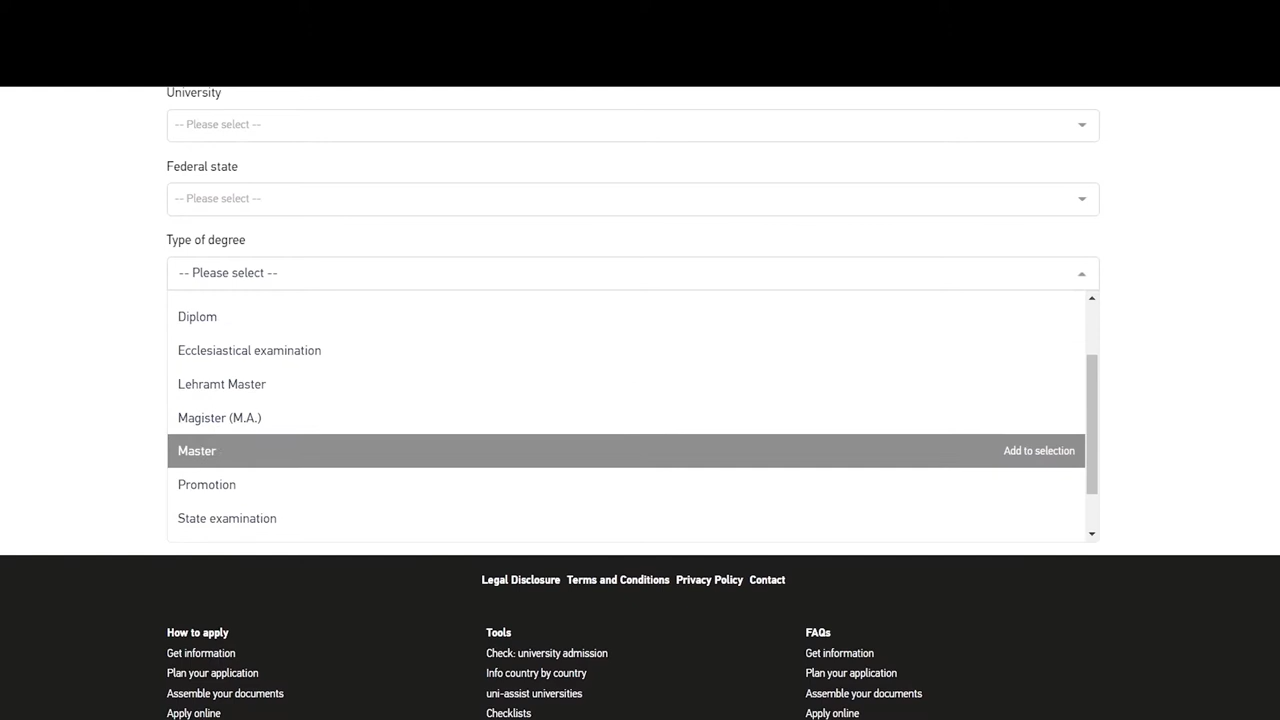 University
-- Please select --
Federal state
-- Please select --
Type of degree
-- Please select --
Diplom
Ecclesiastical examination
Lehramt Master
Magister (M.A.)
Master Add to selection
Promotion
State examination
Legal Disclosure Terms and Conditions Privacy Policy Contact
How to apply
Get information
Plan your application
Assemble your documents
Apply online
Tools
Check: university admission
Info country by country
uni-assist universities
Checklists
FAQs
Get information
Plan your application
Assemble your documents
Apply online